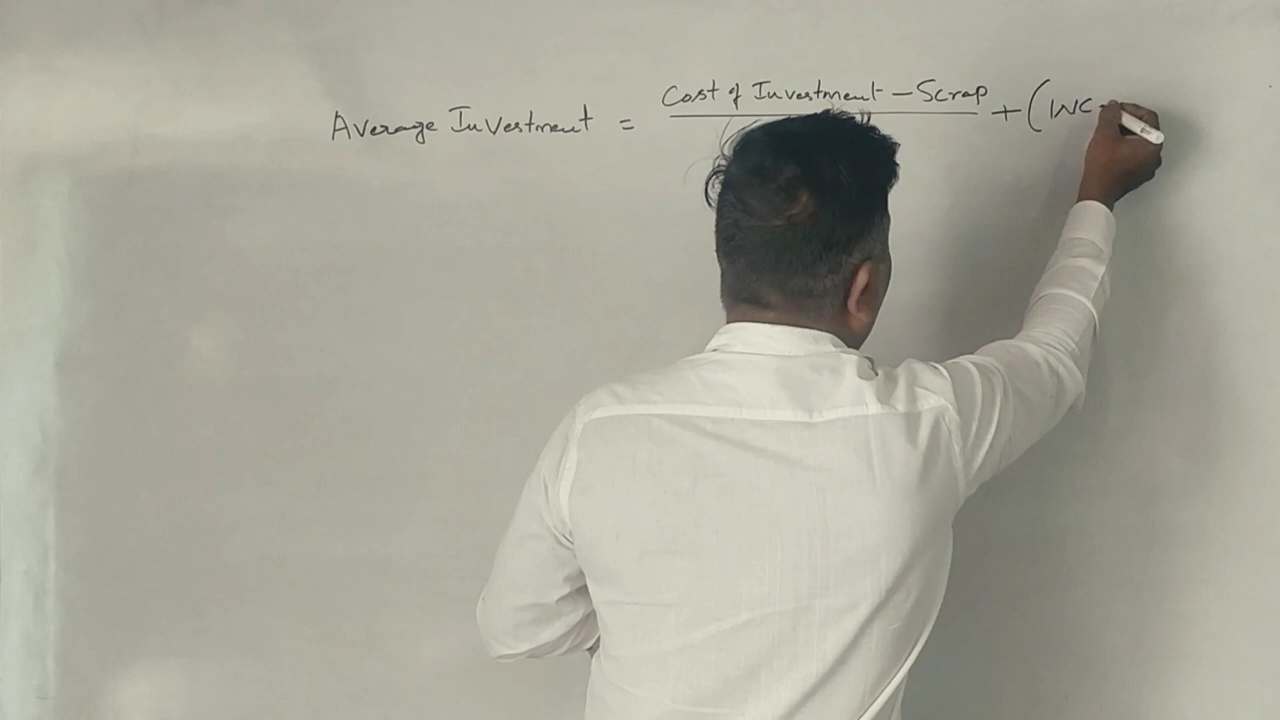 Average Investment = Cost of Investment - Scrap + (WC